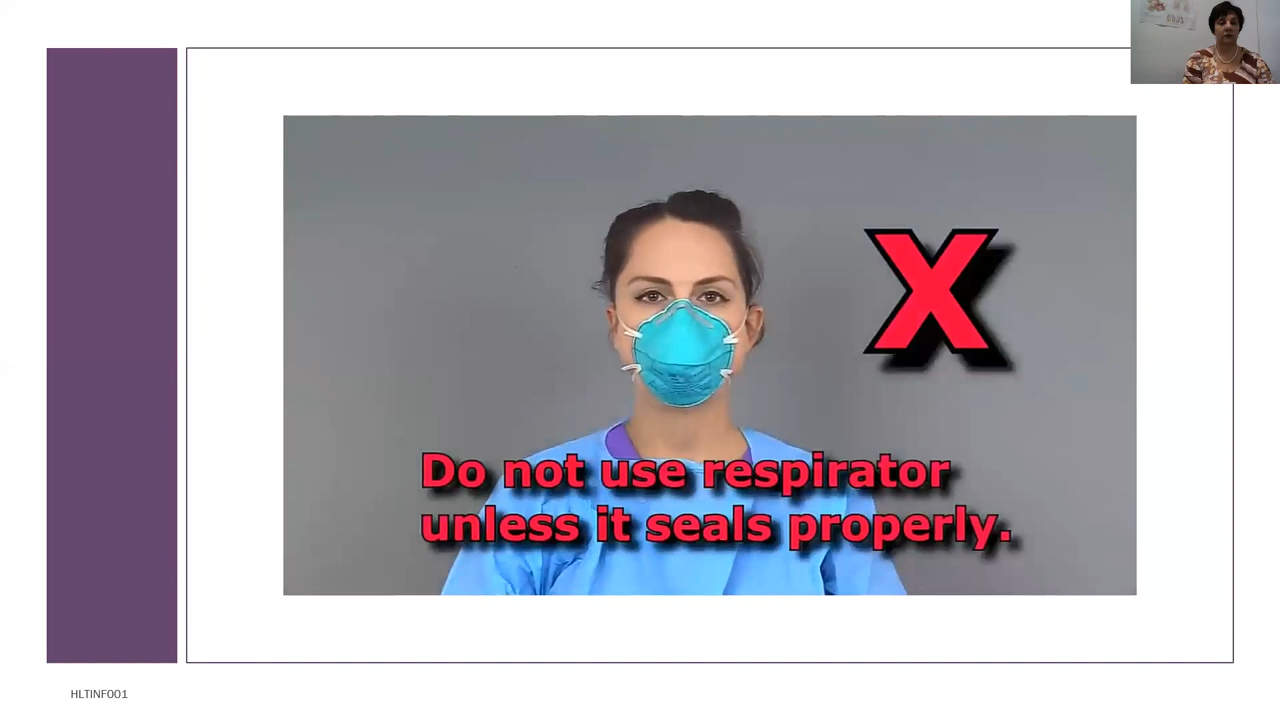 Do not use respirator
unless it seals properly.
X
HLTINF001